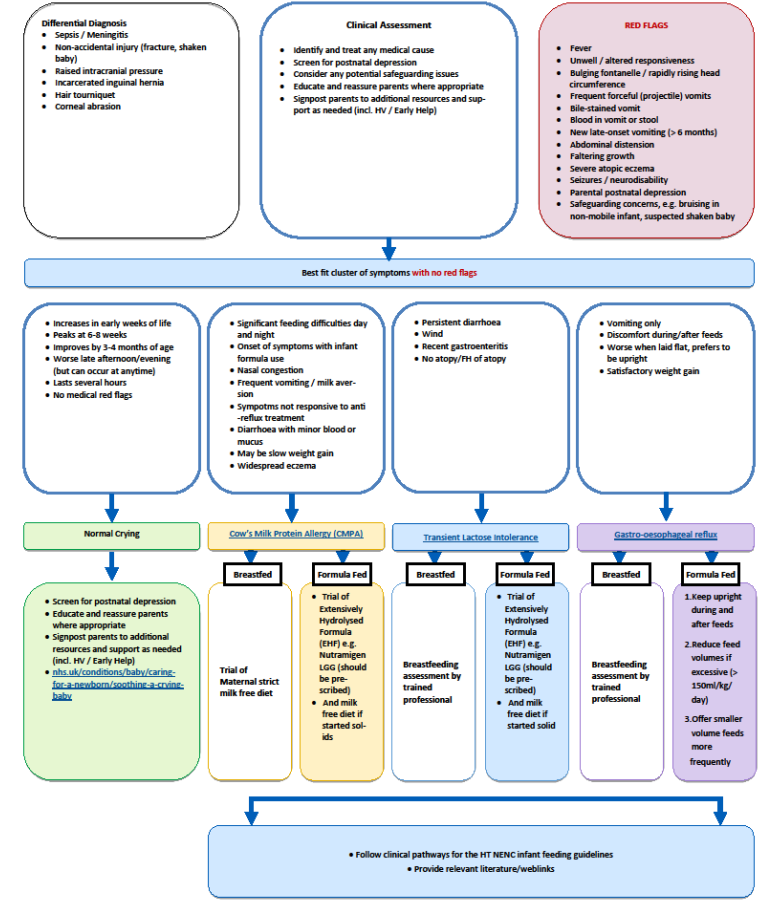 Differential Diagnosis
• Sepsis / Meningitis
• Non-accidental injury (fracture, shaken
baby)
• Raised intracranial pressure
• Incarcerated inguinal hernia
• Hair tourniquet
• Corneal abrasion
Clinical Assessment
• Identify and treat any medical cause
• Screen for postnatal depression
• Consider any potential safeguarding issues
• Educate and reassure parents where appropriate
• Signpost parents to additional resources and sup-
port as needed (incl. HV / Early Help)
RED FLAGS
• Fever
• Unwell / altered responsiveness
• Bulging fontanelle / rapidly rising head
circumference
• Frequent forceful (projectile) vomits
• Bile-stained vomit
• Blood in vomit or stool
• New late-onset vomiting (> 6 months)
• Abdominal distension
• Faltering growth
• Severe atopic eczema
• Seizures / neurodisability
• Parental postnatal depression
• Safeguarding concerns, e.g. bruising in
non-mobile infant, suspected shaken baby
Best fit cluster of symptoms with no red flags
• Increases in early weeks of life
• Peaks at 6-8 weeks
• Improves by 3-4 months of age
• Worse late afternoon/evening
(but can occur at anytime)
• Lasts several hours
• No medical red flags
• Significant feeding difficulties day
and night
• Onset of symptoms with infant
formula use
• Nasal congestion
• Frequent vomiting / milk aver-
sion
• Sympotms not responsive to anti
-reflux treatment
• Diarrhoea with minor blood or
mucus
• May be slow weight gain
• Widespread eczema
• Persistent diarrhoea
• Wind
• Recent gastroenteritis
• No atopy/FH of atopy
• Vomiting only
• Discomfort during/after feeds
• Worse when laid flat, prefers to
be upright
• Satisfactory weight gain
Normal Crying
Cow's Milk Protein Allergy (CMPA)
Transient Lactose Intolerance
Gastro-oesophageal reflux
• Screen for postnatal depression
• Educate and reassure parents
where appropriate
• Signpost parents to additional
resources and support as needed
(incl. HV / Early Help)
• nhs.uk/conditions/baby/caring-
for-a-newborn/soothing-a-crying-
baby
Breastfed
Trial of
Maternal strict
milk free diet
Formula Fed
• Trial of
Extensively
Hydrolysed
Formula
(EHF) e.g.
Nutramigen
LGG (should
be pre-
scribed)
• And milk
free diet if
started sol-
ids
Breastfed
Breastfeeding
assessment by
trained
professional
Formula Fed
• Trial of
Extensively
Hydrolysed
Formula
(EHF) e.g.
Nutramigen
LGG (should
be pre-
scribed)
• And milk
free diet if
started solid
Breastfed
Breastfeeding
assessment by
trained
professional
Formula Fed
1.Keep upright
during and
after feeds
2.Reduce feed
volumes if
excessive (>
150ml/kg/
day)
3.Offer smaller
volume feeds
more
frequently
• Follow clinical pathways for the HT NENC infant feeding guidelines
• Provide relevant literature/weblinks